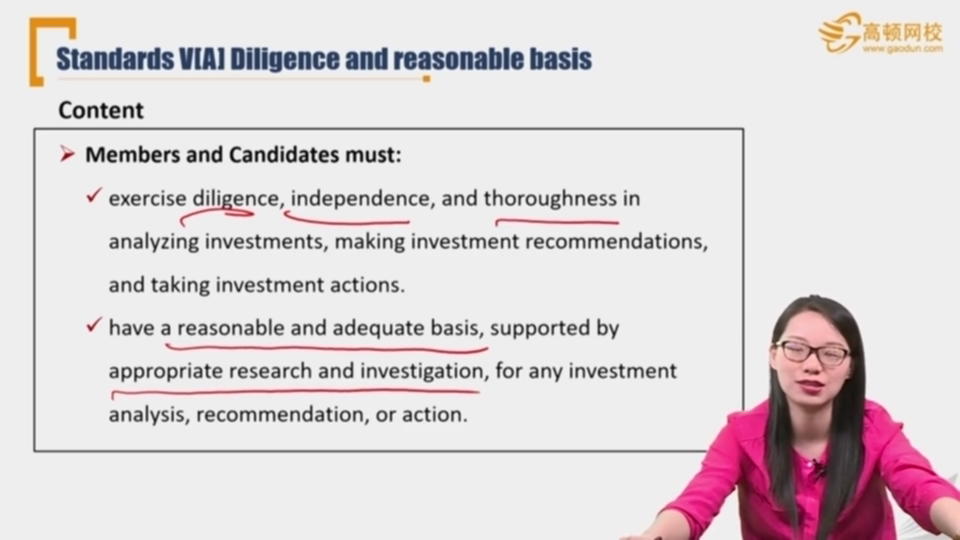 Standards V[A] Diligence and reasonable basis
高顿网校
www.gaodun.com
Content
Members and Candidates must:
exercise diligence, independence, and thoroughness in
analyzing investments, making investment recommendations,
and taking investment actions.
have a reasonable and adequate basis, supported by
appropriate research and investigation, for any investment
analysis, recommendation, or action.